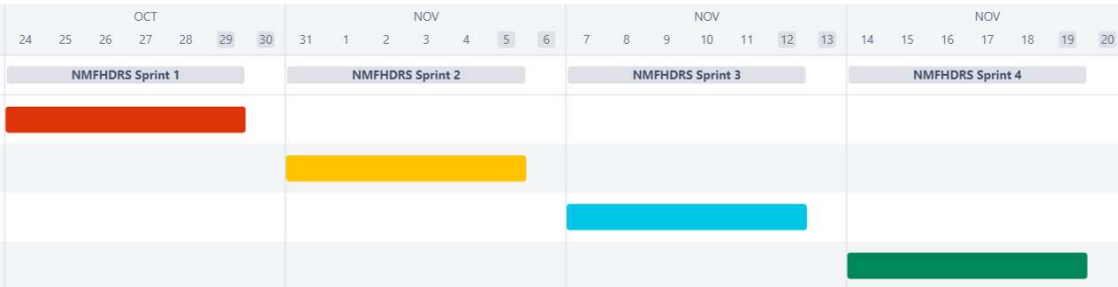 OCT NOV NOV NOV
24 25 26 27 28 29 30 31 1 2 3 4 5 6 7 8 9 10 11 12 13 14 15 16 17 18 19 20
NMFHDRS Sprint 1 NMFHDRS Sprint 2 NMFHDRS Sprint 3 NMFHDRS Sprint 4